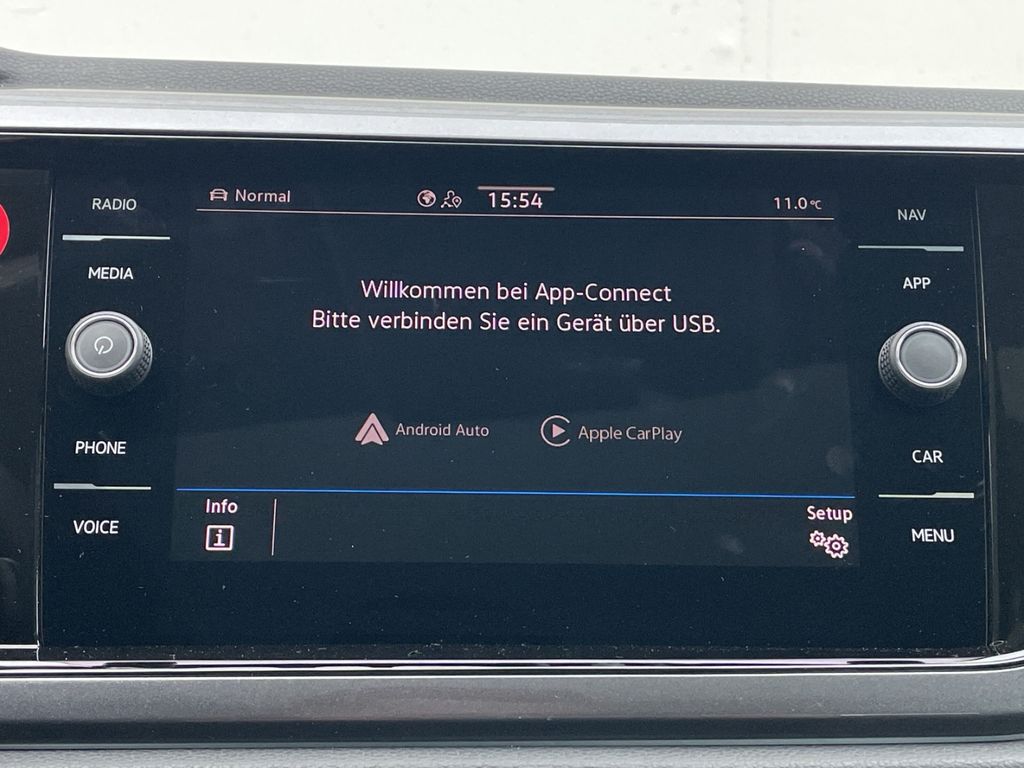 RADIO
MEDIA
PHONE
VOICE
Normal
15:54
11.0 °C
Willkommen bei App-Connect
Bitte verbinden Sie ein Gerät über USB.
Android Auto
Apple CarPlay
Info
i
Setup
NAV
APP
CAR
MENU